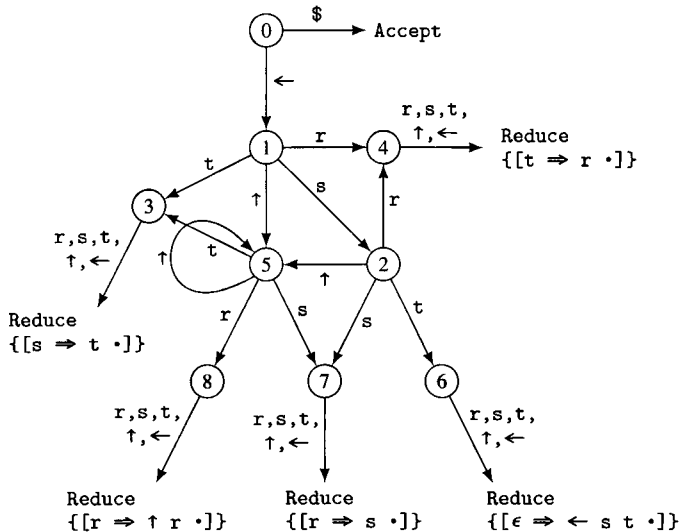 $
0
Accept
←
r,s,t,
↑,←
1
r
4
Reduce
{[t ⇒ r •]}
t
s
3
↑
r
r,s,t,
↑,←
↑
t
5
↑
2
r
s
s
t
Reduce
{[s ⇒ t •]}
8
7
6
r,s,t,
↑,←
r,s,t,
↑,←
r,s,t,
↑,←
Reduce
{[r ⇒ ↑ r •]}
Reduce
{[r ⇒ s •]}
Reduce
{[ϵ ⇒ ← s t •]}